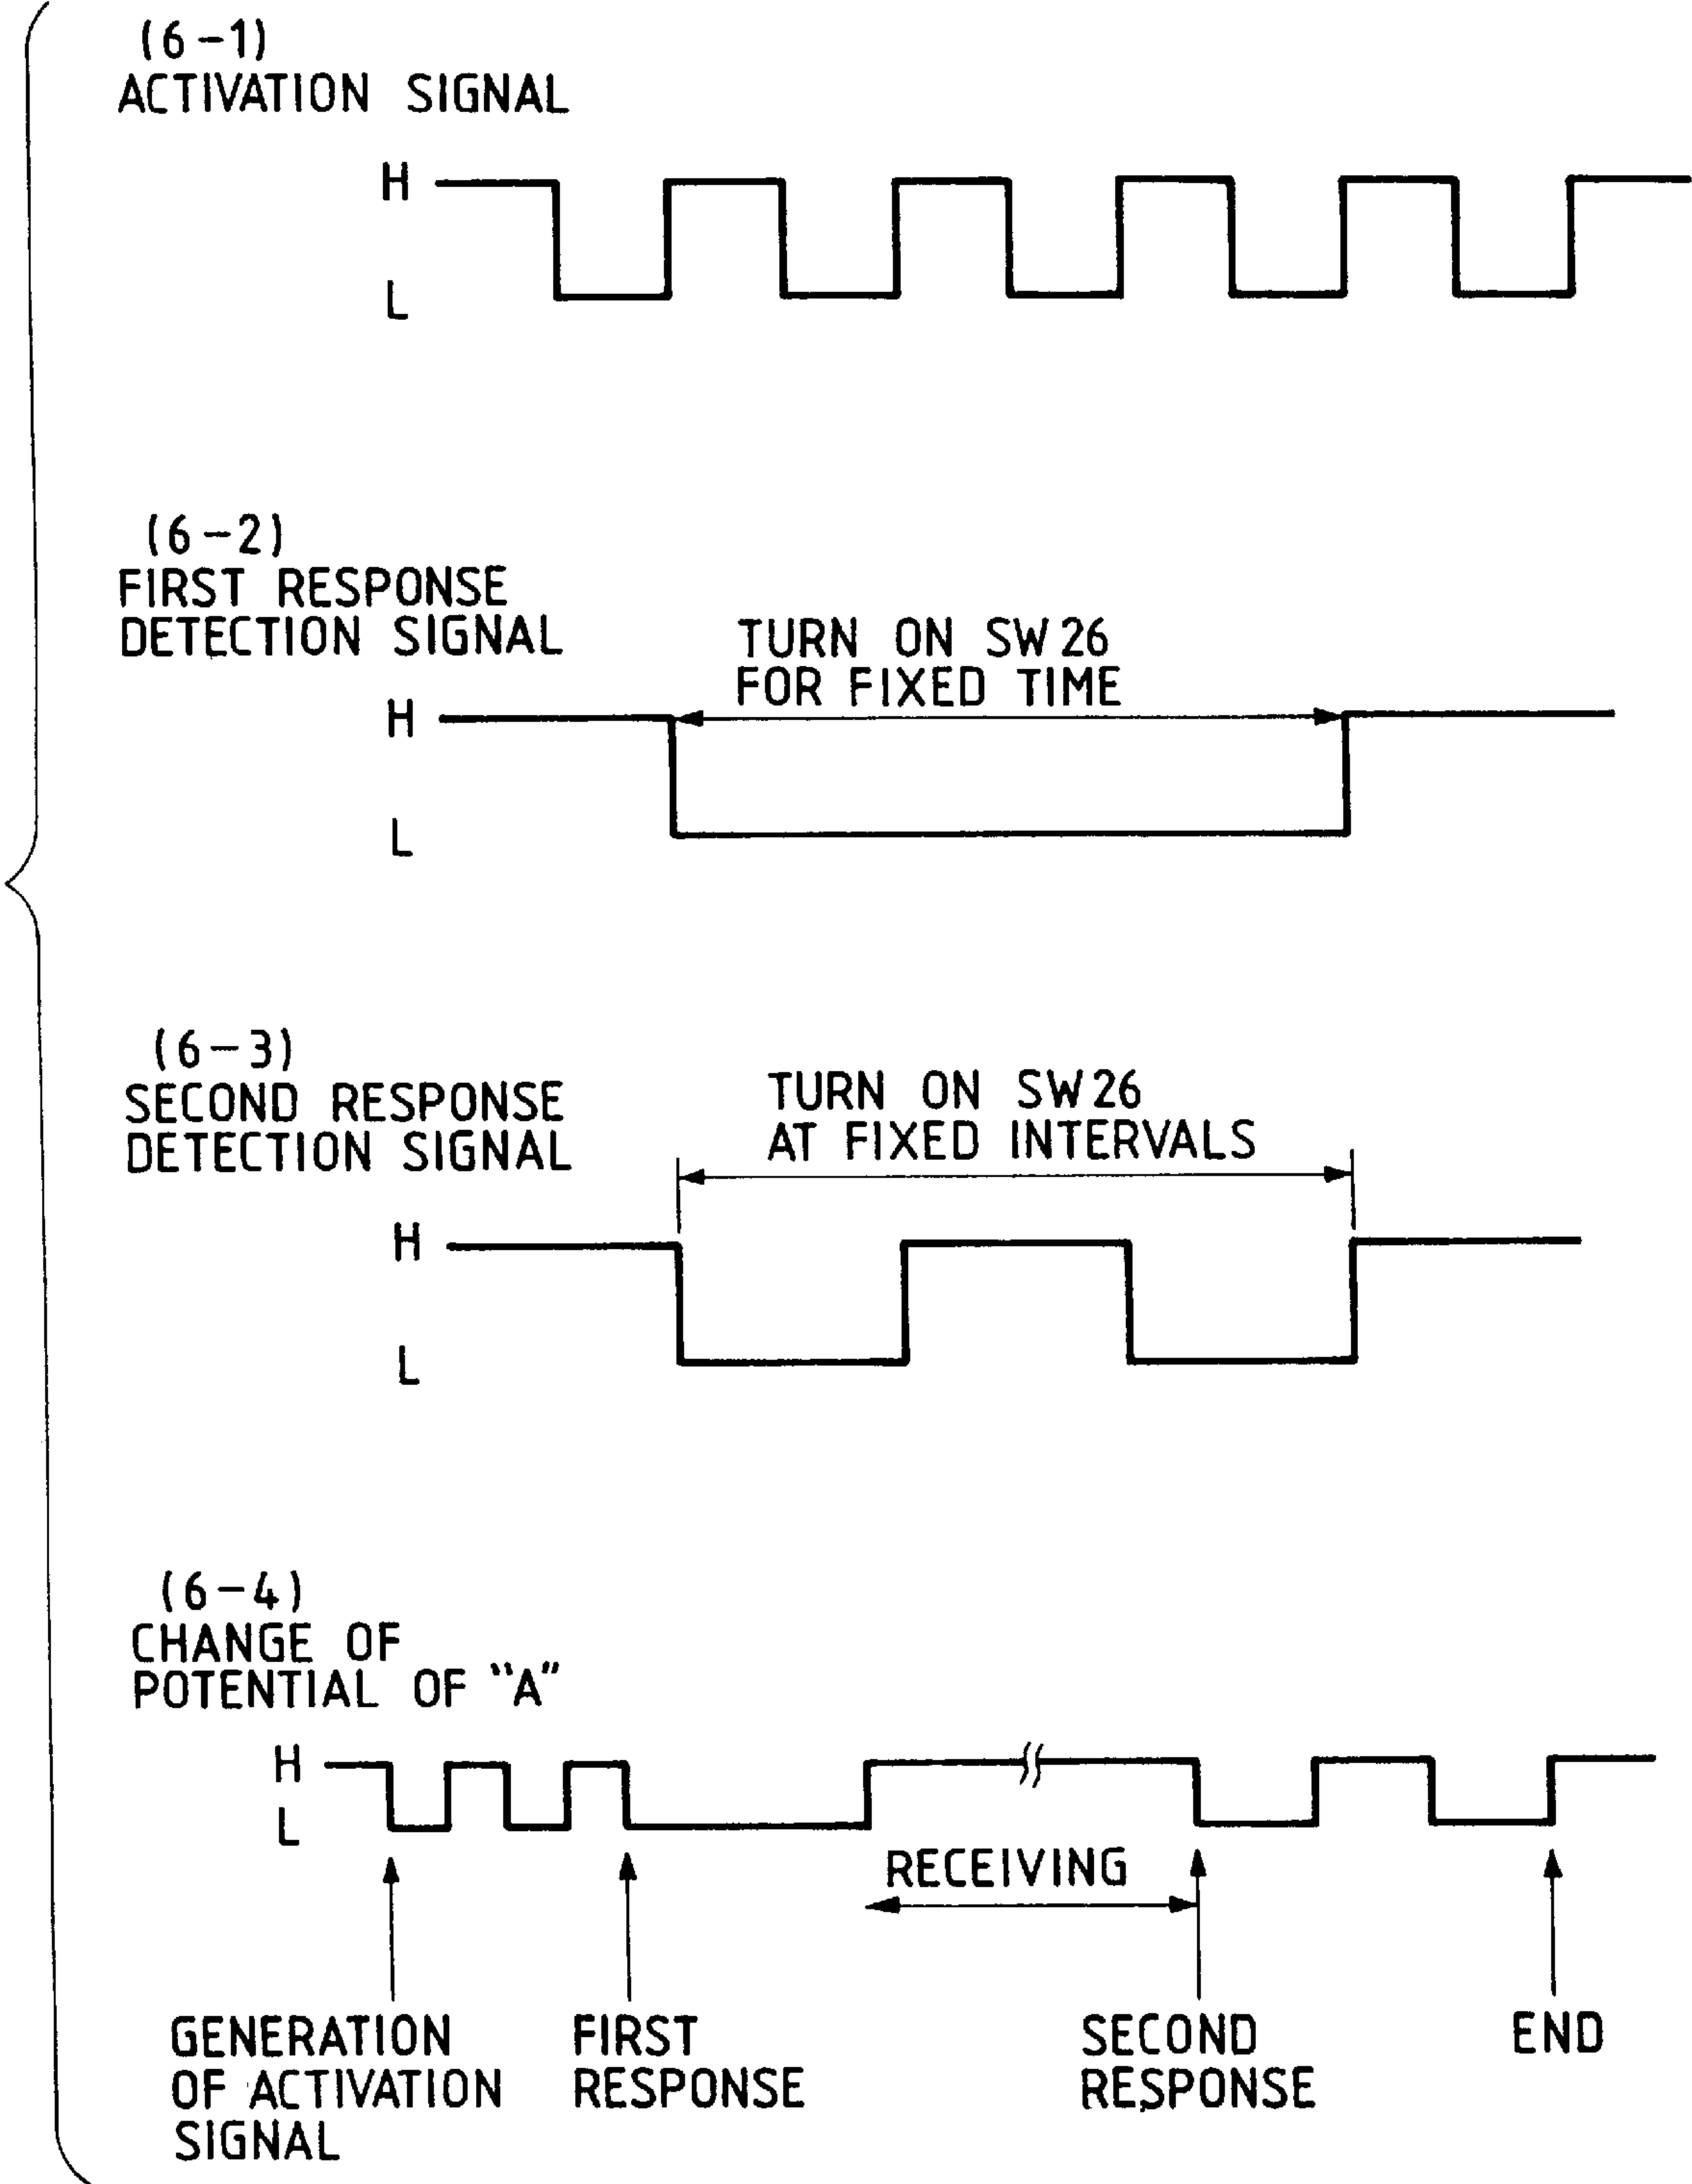 (6-1)
ACTIVATION SIGNAL
H
L
(6-2)
FIRST RESPONSE
DETECTION SIGNAL
TURN ON SW26
FOR FIXED TIME
H
L
(6-3)
SECOND RESPONSE
DETECTION SIGNAL
TURN ON SW26
AT FIXED INTERVALS
H
L
(6-4)
CHANGE OF
POTENTIAL OF "A"
H
L
RECEIVING
GENERATION
OF ACTIVATION
SIGNAL
FIRST
RESPONSE
SECOND
RESPONSE
END